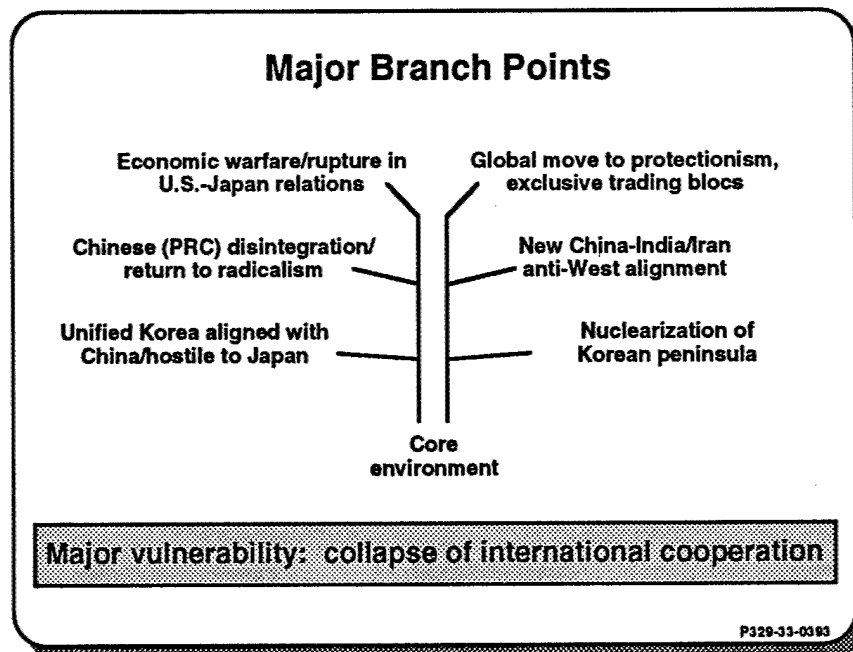 Major Branch Points
Economic warfare/rupture in
U.S.-Japan relations
Global move to protectionism,
exclusive trading blocs
Chinese (PRC) disintegration/
return to radicalism
New China-India/Iran
anti-West alignment
Unified Korea aligned with
China/hostile to Japan
Nuclearization of
Korean peninsula
Core
environment
Major vulnerability: collapse of international cooperation
P329-33-0393